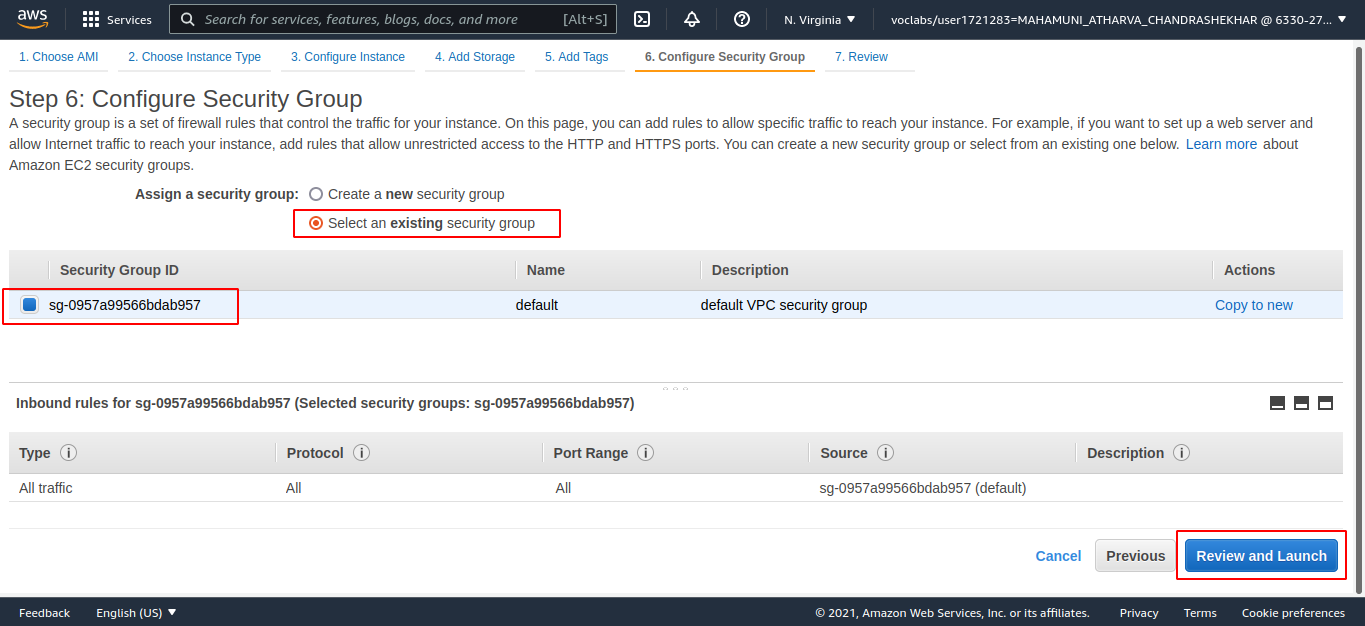 aws
Services
Search for services, features, blogs, docs, and more [Alt+S]
N. Virginia ▼
voclabs/user1721283=MAHAMUNI_ATHARVA_CHANDRASHEKHAR @ 6330-27... ▼
1. Choose AMI 2. Choose Instance Type 3. Configure Instance 4. Add Storage 5. Add Tags 6. Configure Security Group 7. Review
Step 6: Configure Security Group
A security group is a set of firewall rules that control the traffic for your instance. On this page, you can add rules to allow specific traffic to reach your instance. For example, if you want to set up a web server and
allow Internet traffic to reach your instance, add rules that allow unrestricted access to the HTTP and HTTPS ports. You can create a new security group or select from an existing one below. Learn more about
Amazon EC2 security groups.
Assign a security group: Create a new security group
Select an existing security group
Security Group ID Name Description Actions
sg-0957a99566bdab957 default default VPC security group Copy to new
Inbound rules for sg-0957a99566bdab957 (Selected security groups: sg-0957a99566bdab957)
Type i Protocol i Port Range i Source i Description i
All traffic All All sg-0957a99566bdab957 (default)
Cancel Previous Review and Launch
Feedback English (US) ▼ © 2021, Amazon Web Services, Inc. or its affiliates. Privacy Terms Cookie preferences